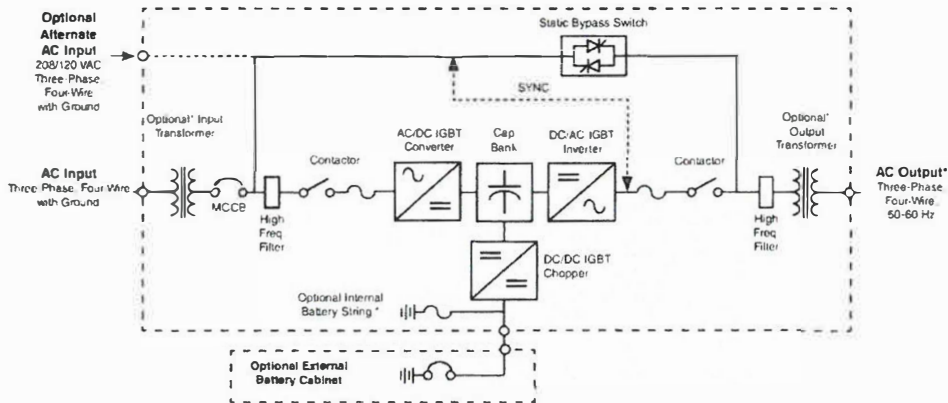 Optional
Alternate
AC Input
208/120 VAC
Three-Phase
Four-Wire
with Ground
Static Bypass Switch
SYNC
Optional* Input
Transformer
AC/DC IGBT
Converter
Cap
Bank
DC/AC IGBT
Inverter
Optional*
Output
Transformer
Contactor
Contactor
AC Input
Three-Phase, Four-Wire
with Ground
MCCB
High
Freq
Filter
High
Freq
Filter
AC Output*
Three-Phase,
Four-Wire,
50-60 Hz
DC/DC IGBT
Chopper
Optional Internal
Battery String *
Optional External
Battery Cabinet